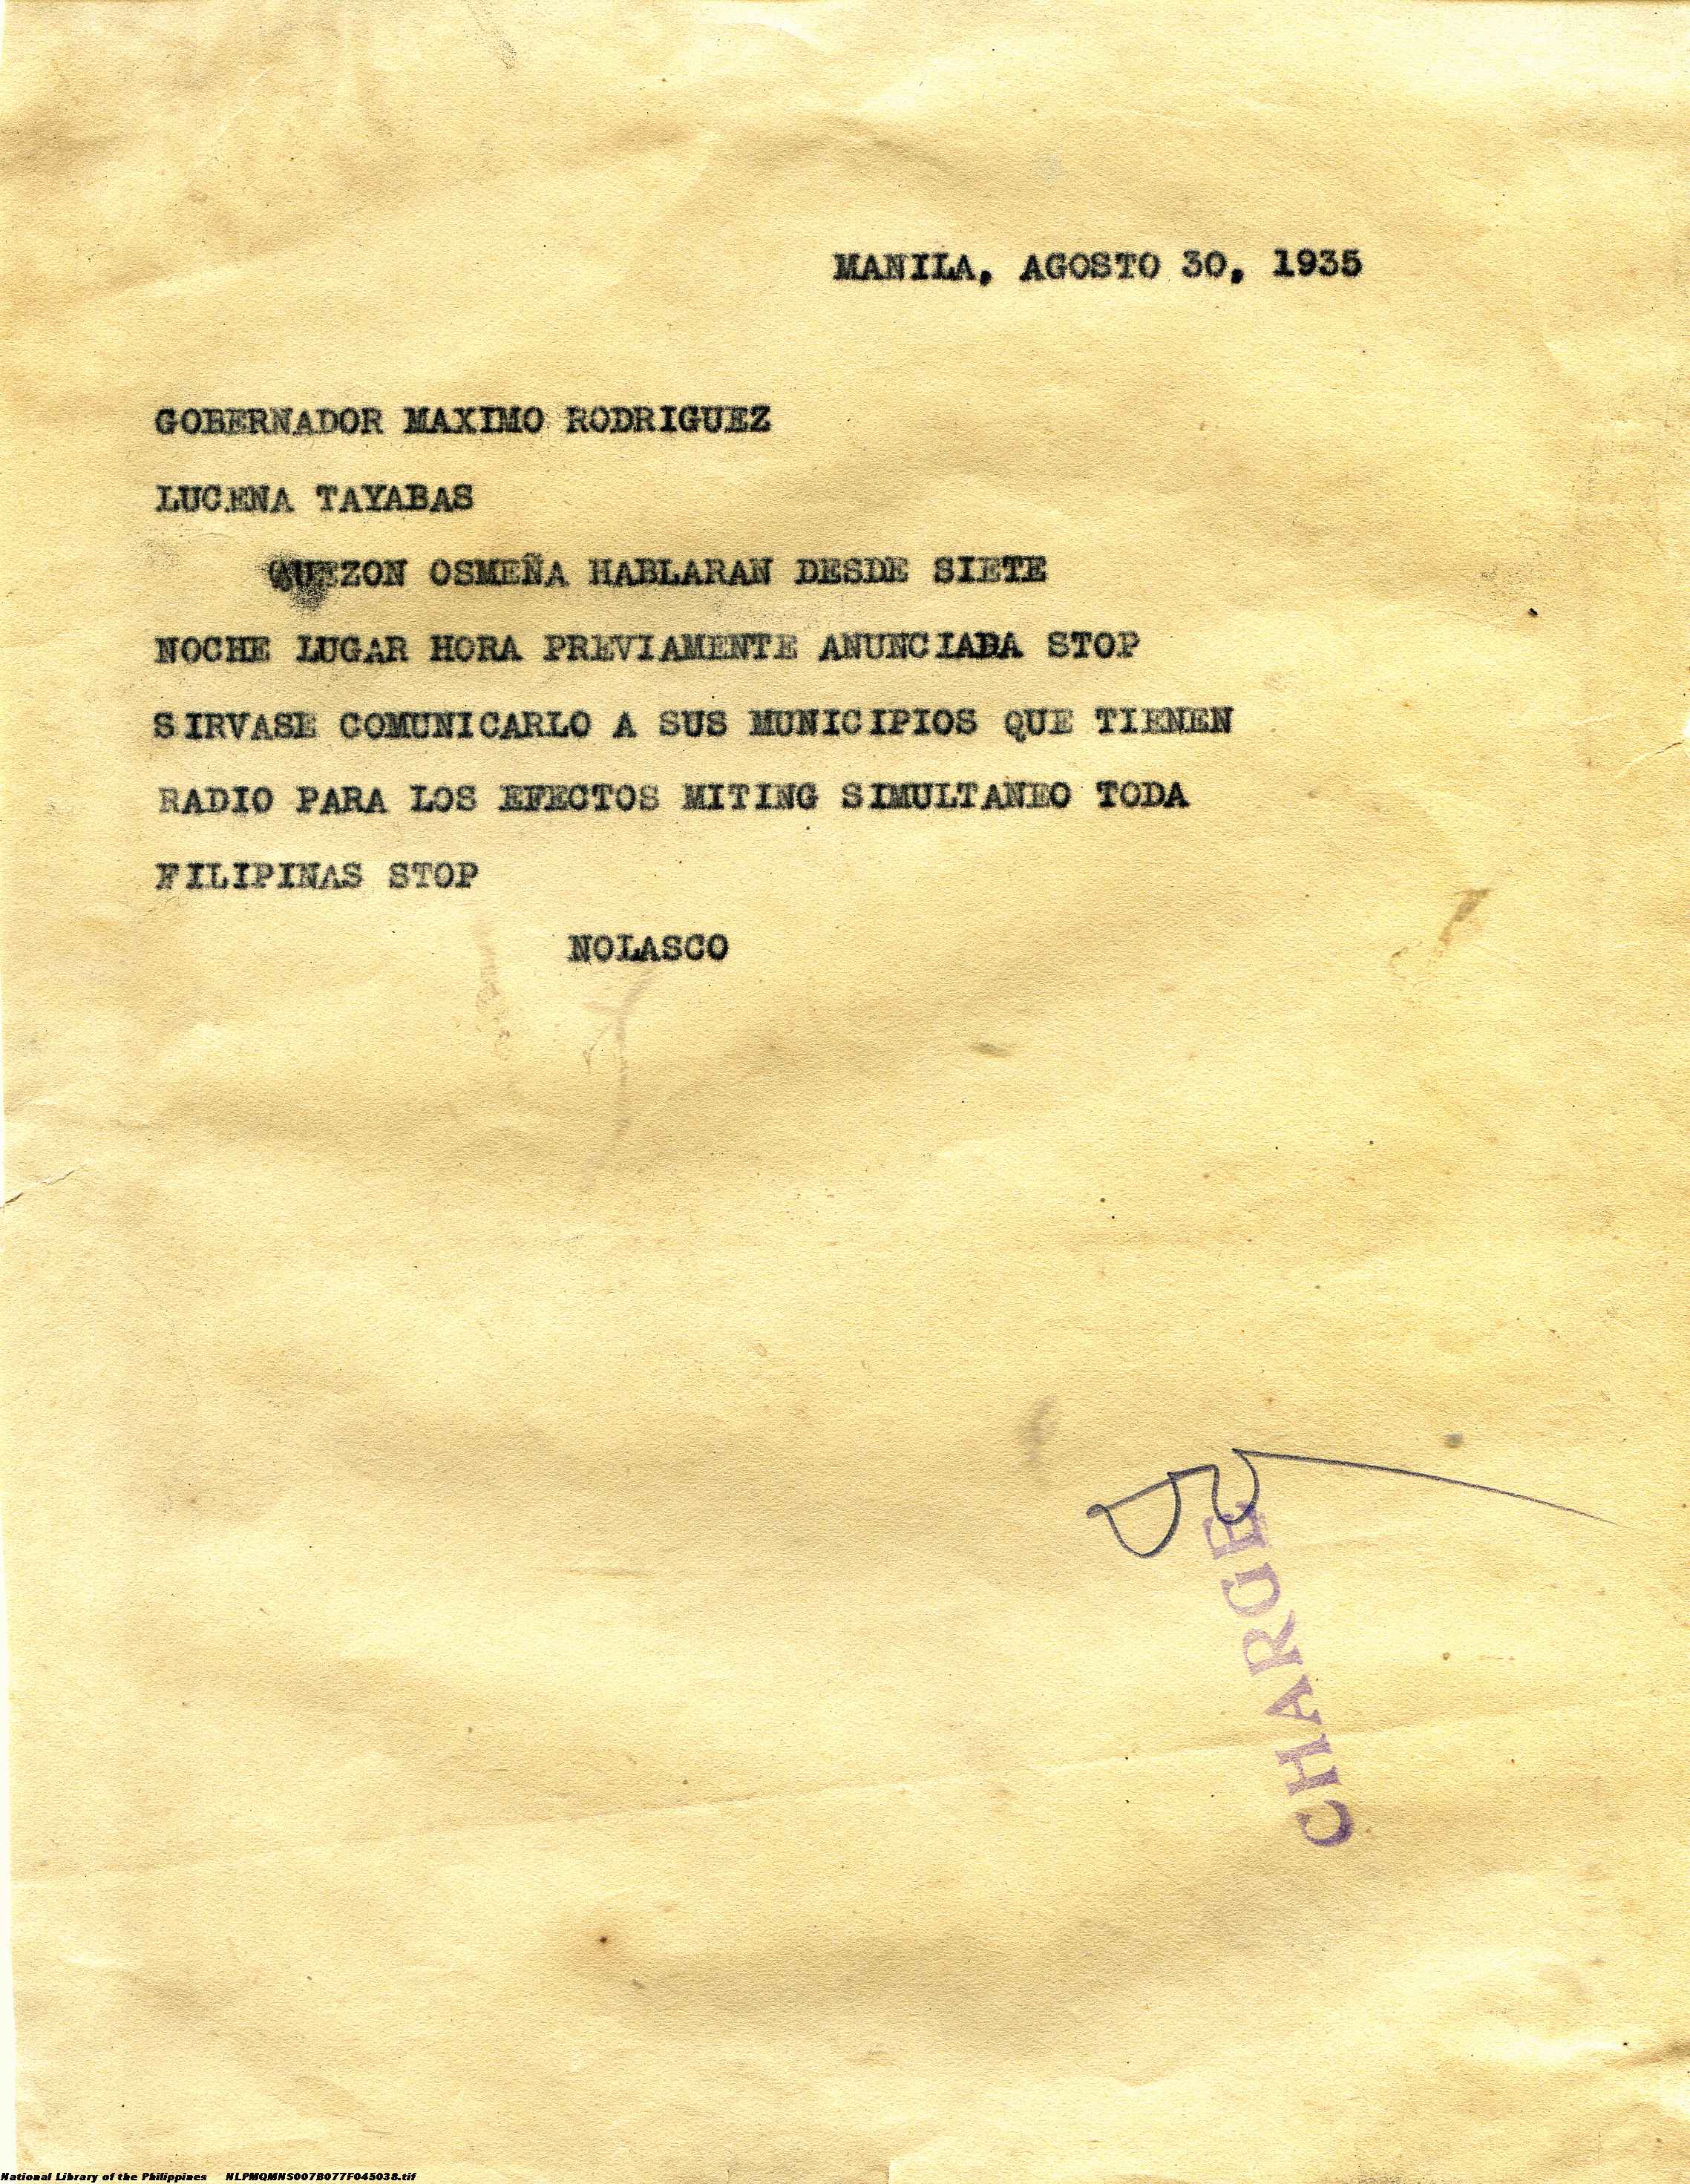 MANILA, AGOSTO 30, 1935
GOBERNADOR MAXIMO RODRIGUEZ
LUCENA TAYABAS
QUEZON OSMEÑA HABLARAN DESDE SIETE
NOCHE LUGAR HORA PREVIAMENTE ANUNCIADA STOP
SIRVASE COMUNICARLO A SUS MUNICIPIOS QUE TIENEN
RADIO PARA LOS EFECTOS MITING SIMULTANEO TODA
FILIPINAS STOP
NOLASCO
CHARGE
National Library of the Philippines NLPMQMNS007B077F045038.tif